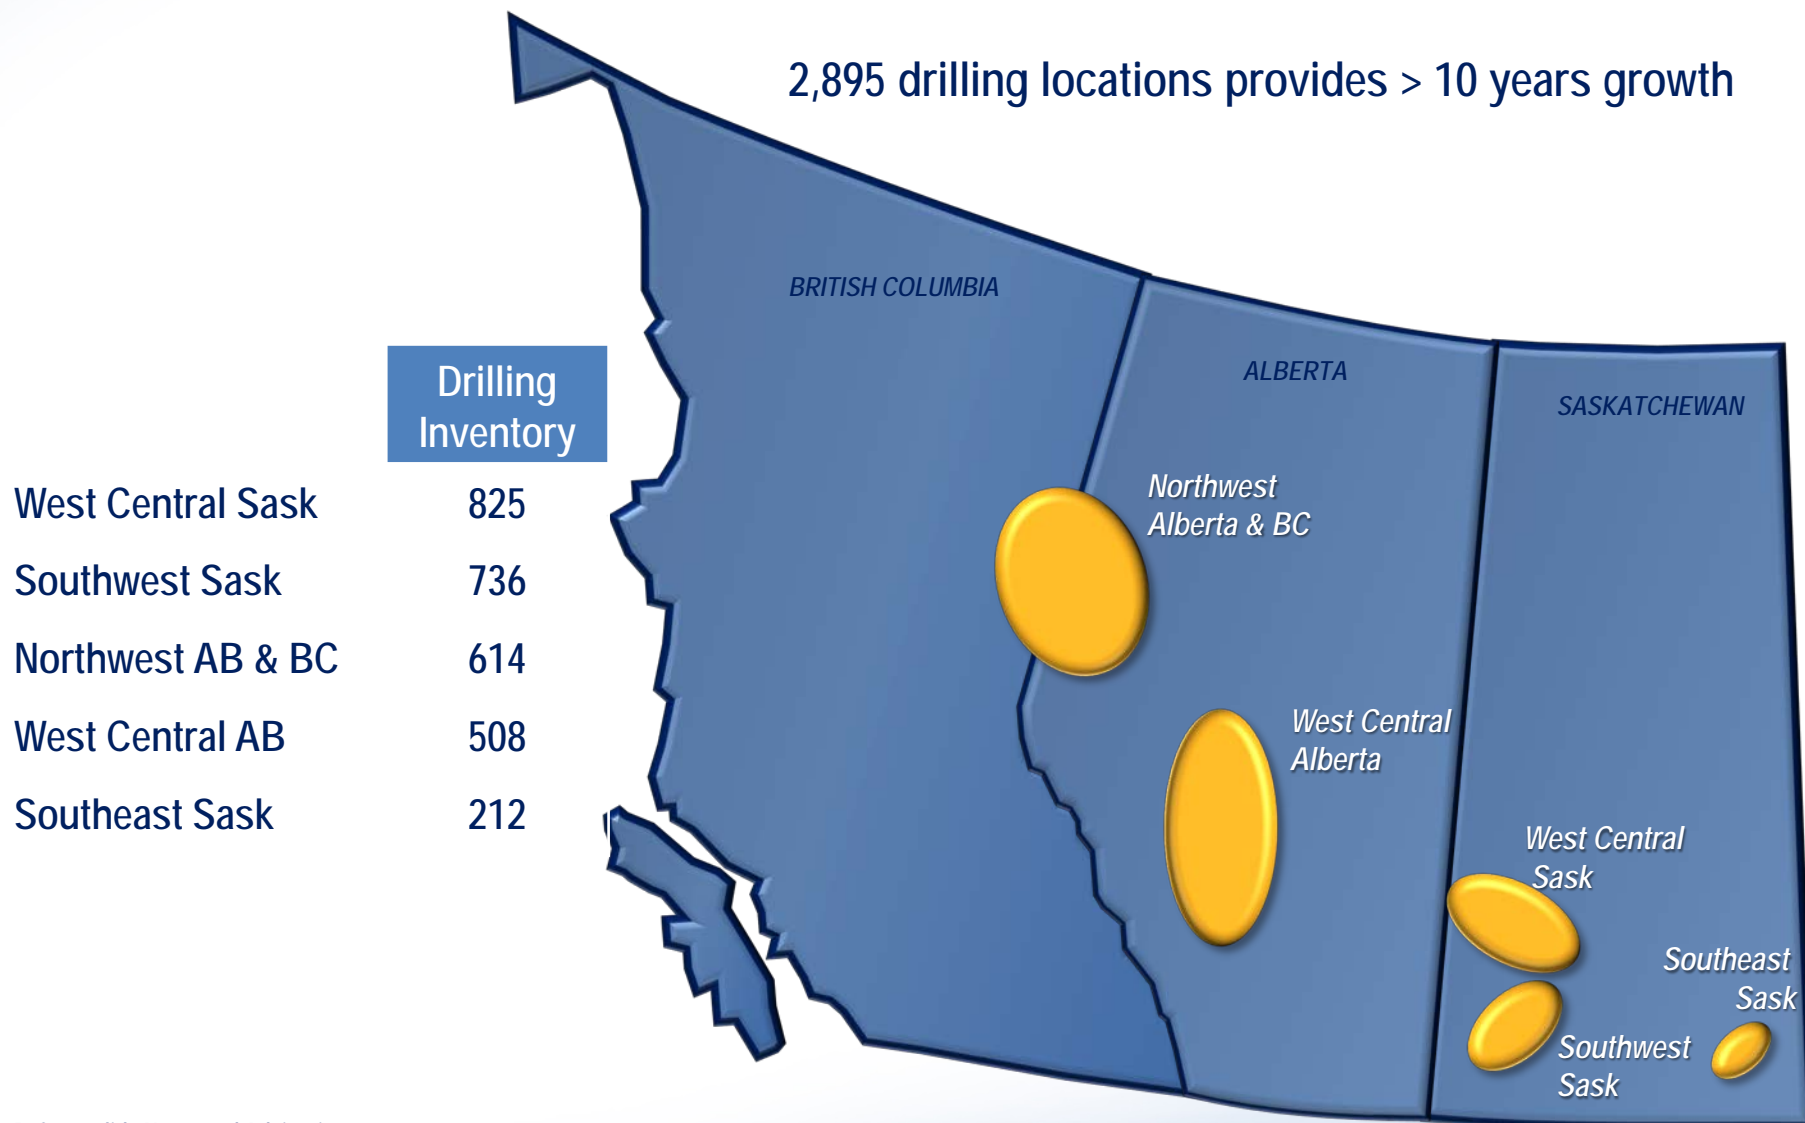 2,895 drilling locations provides > 10 years growth
BRITISH COLUMBIA
ALBERTA
SASKATCHEWAN
Drilling
Inventory
West Central Sask 825
Southwest Sask 736
Northwest AB & BC 614
West Central AB 508
Southeast Sask 212
Northwest
Alberta & BC
West Central
Alberta
West Central
Sask
Southeast
Sask
Southwest
Sask